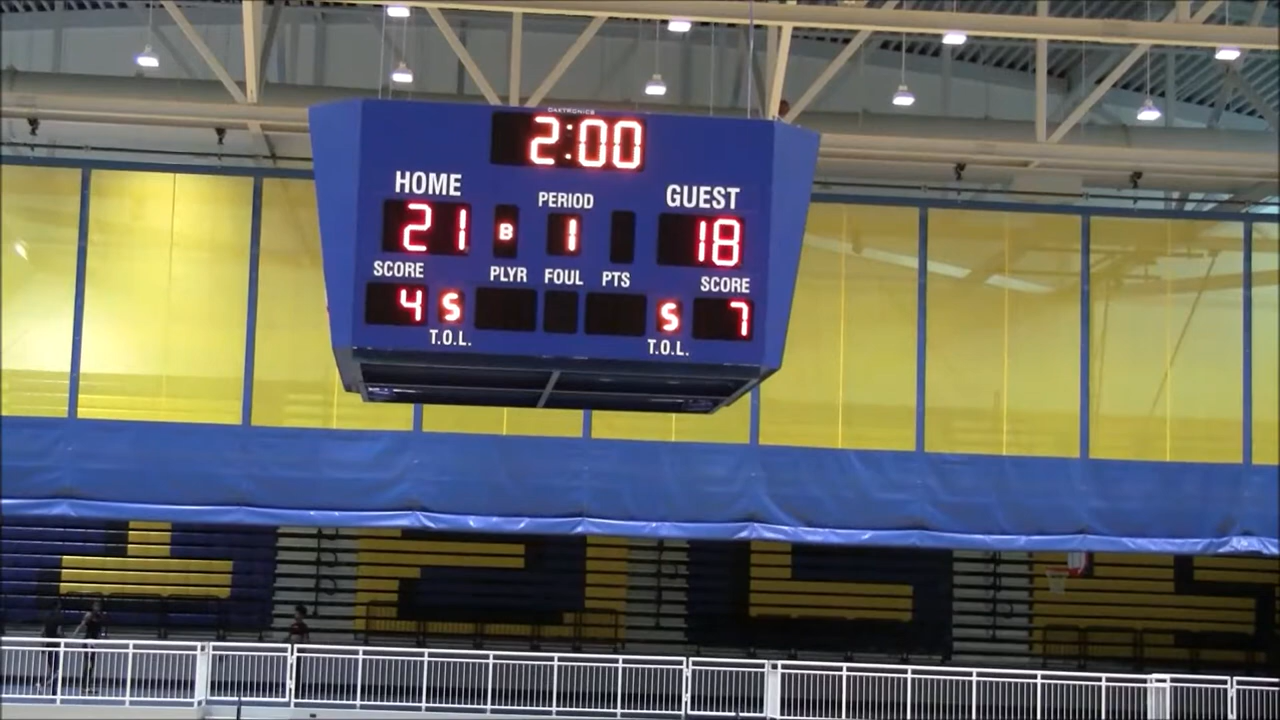 DAKTRONICS
2:00
HOME PERIOD GUEST
21 B 1 18
SCORE PLYR FOUL PTS SCORE
4 5 5 7
T.O.L. T.O.L.